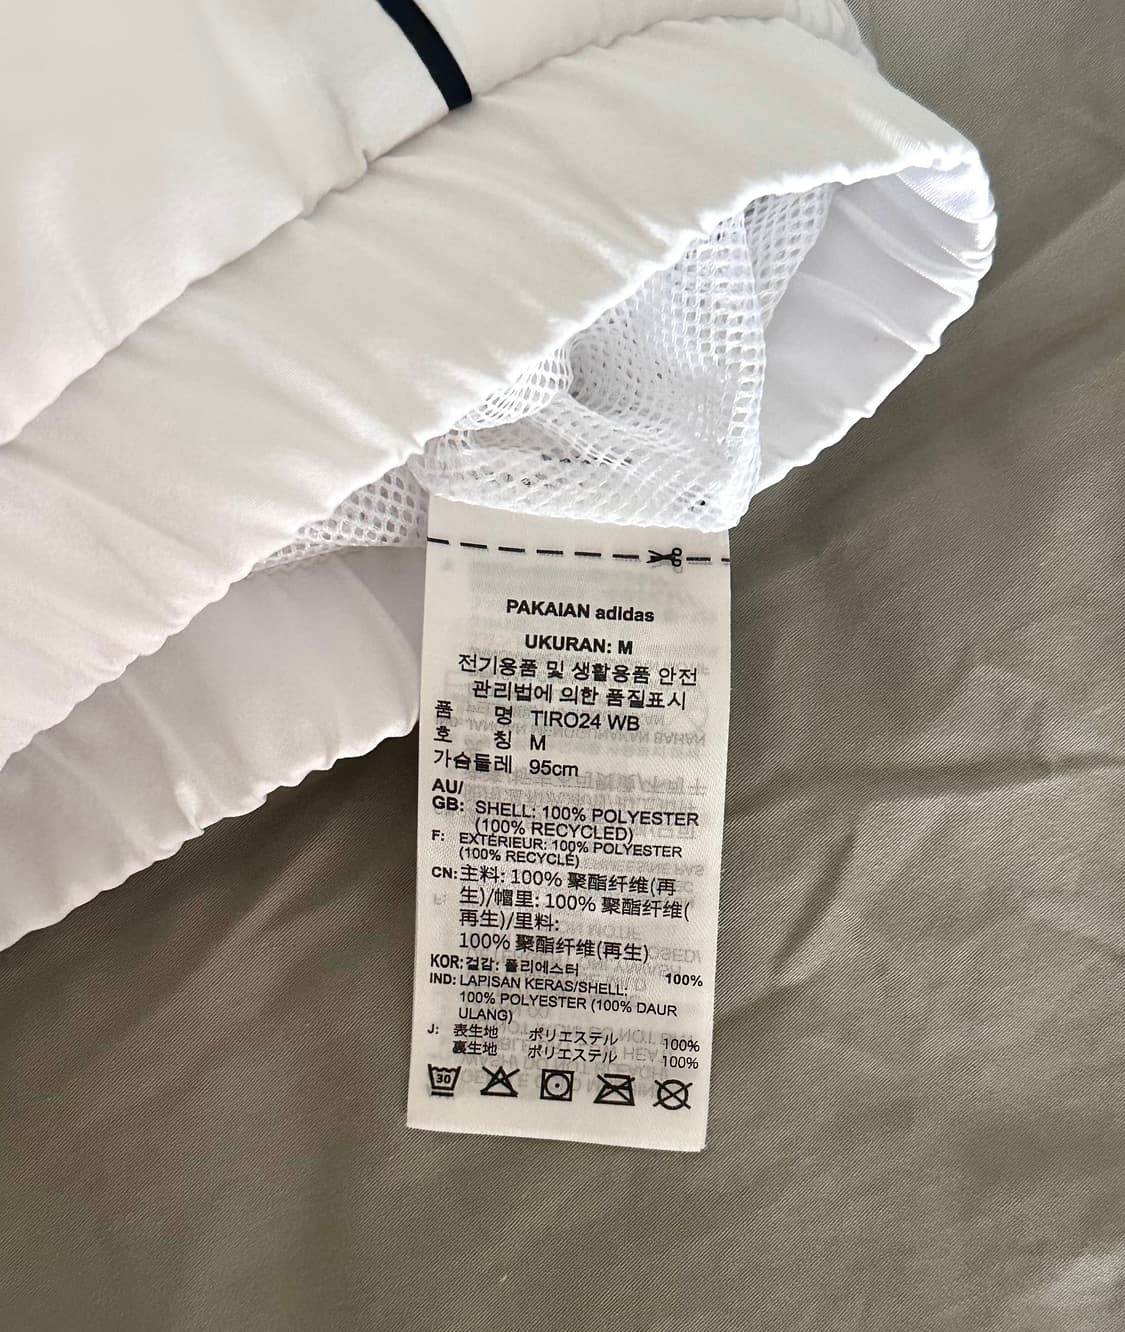 PAKAIAN adidas
UKURAN: M
전기용품 및 생활용품 안전
관리법에 의한 품질표시
품 명 TIRO24 WB
호 칭 M
가슴둘레 95cm
AU/
GB: SHELL: 100% POLYESTER
(100% RECYCLED)
F: EXTÉRIEUR: 100% POLYESTER
(100% RECYCLÉ)
CN: 主料: 100% 聚酯纤维(再
生)/帽里: 100% 聚酯纤维(
再生)/里料:
100% 聚酯纤维(再生)
KOR: 겉감: 폴리에스터 100%
IND: LAPISAN KERAS/SHELL:
100% POLYESTER (100% DAUR
ULANG)
J: 表生地 ポリエステル 100%
裏生地 ポリエステル 100%
30